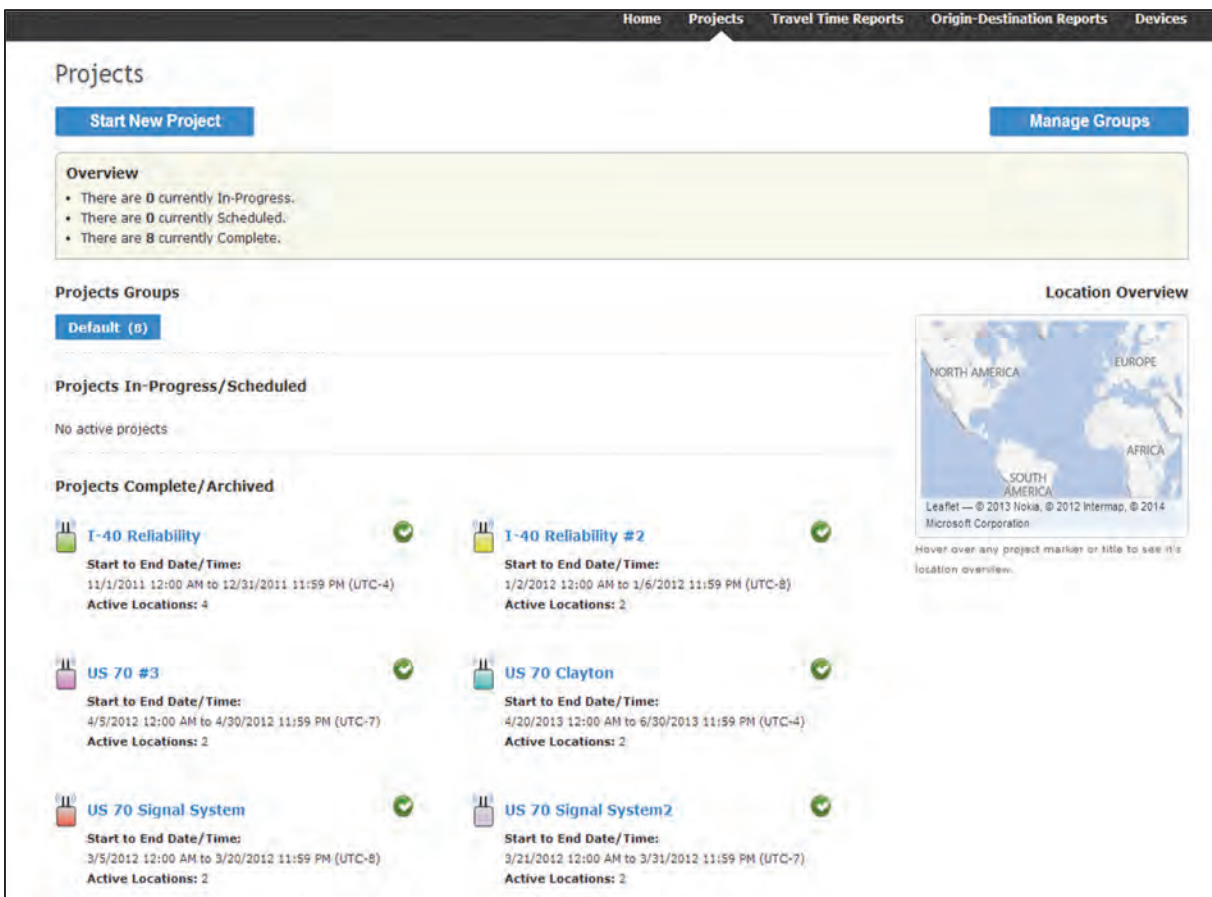 Home Projects Travel Time Reports Origin-Destination Reports Devices
Projects
Start New Project
Manage Groups
Overview
• There are 0 currently In-Progress.
• There are 0 currently Scheduled.
• There are 8 currently Complete.
Projects Groups
Default (8)
Projects In-Progress/Scheduled
No active projects
Projects Complete/Archived
I-40 Reliability
Start to End Date/Time:
11/1/2011 12:00 AM to 12/31/2011 11:59 PM (UTC-4)
Active Locations: 4
I-40 Reliability #2
Start to End Date/Time:
1/2/2012 12:00 AM to 1/6/2012 11:59 PM (UTC-8)
Active Locations: 2
US 70 #3
Start to End Date/Time:
4/5/2012 12:00 AM to 4/30/2012 11:59 PM (UTC-7)
Active Locations: 2
US 70 Clayton
Start to End Date/Time:
4/20/2013 12:00 AM to 6/30/2013 11:59 PM (UTC-4)
Active Locations: 2
US 70 Signal System
Start to End Date/Time:
3/5/2012 12:00 AM to 3/20/2012 11:59 PM (UTC-8)
Active Locations: 2
US 70 Signal System2
Start to End Date/Time:
3/21/2012 12:00 AM to 3/31/2012 11:59 PM (UTC-7)
Active Locations: 2
Location Overview
NORTH AMERICA
EUROPE
AFRICA
SOUTH
AMERICA
Leaflet — © 2013 Nokia, © 2012 Intermap, © 2014
Microsoft Corporation
Hover over any project marker or title to see it's
location overview.